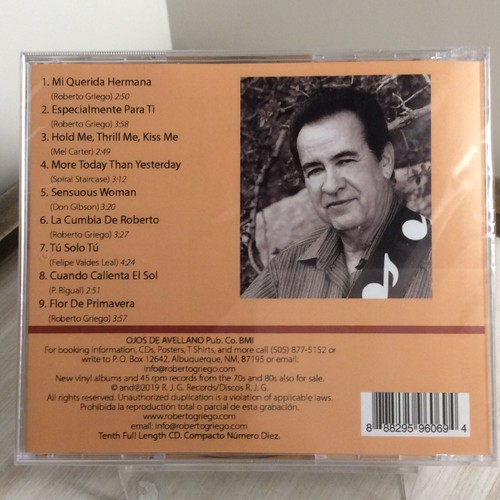 1. Mi Querida Hermana
(Roberto Griego) 2:50
2. Especialmente Para Ti
(Roberto Griego) 3:58
3. Hold Me, Thrill Me, Kiss Me
(Mel Carter) 2:49
4. More Today Than Yesterday
(Spiral Staircase) 3:12
5. Sensuous Woman
(Don Gibson) 3:20
6. La Cumbia De Roberto
(Roberto Griego) 3:27
7. Tú Solo Tú
(Felipe Valdes Leal) 4:24
8. Cuando Calienta El Sol
(P. Rigual) 2:51
9. Flor De Primavera
(Roberto Griego) 3:57
OJOS DE AVELLANO Pub. Co. BMI
For booking information, CDs, Posters, T Shirts, and more call (505) 877-5152 or
write to P.O. Box 12642, Albuquerque, NM, 87195 or email:
info@robertogriego.com
New vinyl albums and 45 rpm records from the 70s and 80s also for sale.
© and℗2019 R. J. G. Records/Discos R. J. G.
All rights reserved. Unauthorized duplication is a violation of applicable laws.
Prohibida la reproduction total o parcial de esta grabación.
www.robertogriego.com
email: info@robertogriego.com
Tenth Full Length CD. Compacto Número Diez.
8 88295 96069 4